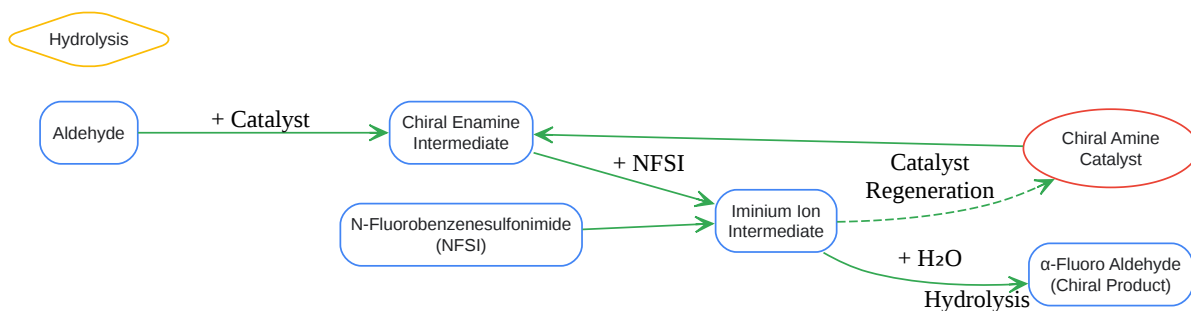 Hydrolysis
Aldehyde
+ Catalyst
Chiral Enamine
Intermediate
+ NFSI
N-Fluorobenzenesulfonimide
(NFSI)
Iminium Ion
Intermediate
Catalyst
Regeneration
Chiral Amine
Catalyst
+ H₂O
Hydrolysis
α-Fluoro Aldehyde
(Chiral Product)